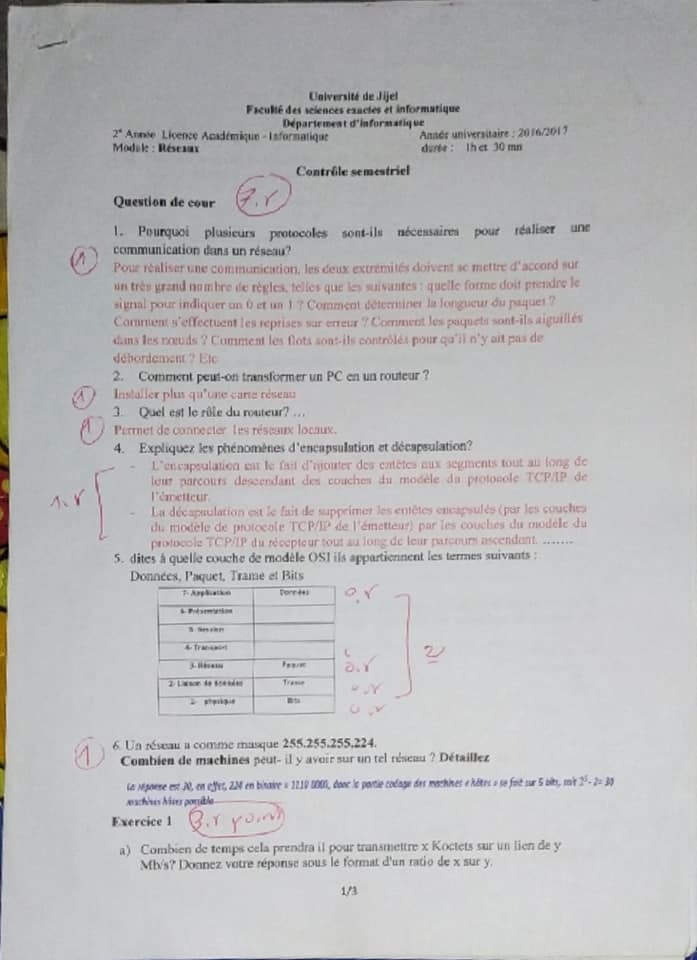 Université de Jijel
Faculté des sciences exactes et informatique
Département d'informatique
2° Année Licence Académique - Informatique Année universitaire : 2016/2017
Module : Réseaux durée : 1h et 30 mn
Contrôle semestriel
Question de cour 7.5
1. Pourquoi plusieurs protocoles sont-ils nécessaires pour réaliser une
communication dans un réseau?
1 Pour réaliser une communication, les deux extrémités doivent se mettre d'accord sur
un très grand nombre de règles, telles que les suivantes : quelle forme doit prendre le
signal pour indiquer un 0 et un 1 ? Comment déterminer la longueur du paquet ?
Comment s'effectuent les reprises sur erreur ? Comment les paquets sont-ils aiguillés
dans les nœuds ? Comment les flots sont-ils contrôlés pour qu'il n'y ait pas de
débordement ? Etc
2. Comment peut-on transformer un PC en un routeur ?
1 Installer plus qu'une carte réseau
3. Quel est le rôle du routeur? ...
1 Permet de connecter les réseaux locaux.
4. Expliquez les phénomènes d'encapsulation et décapsulation?
- L'encapsulation est le fait d'ajouter des entêtes aux segments tout au long de
leur parcours descendant des couches du modèle du protocole TCP/IP de
l'émetteur.
1.5
- La décapsulation est le fait de supprimer les entêtes encapsulés (par les couches
du modèle de protocole TCP/IP de l'émetteur) par les couches du modèle du
protocole TCP/IP du récepteur tout au long de leur parcours ascendant. .......
5. dites à quelle couche de modèle OSI ils appartiennent les termes suivants :
Données, Paquet, Trame et Bits
7- Application Données 0.5
6- Présentation
5- Session
4- Transport
2
3- Réseau Paquet 0.5
2- Liaison de données Trame 0.5
2- physique Bits 0.5
1 6. Un réseau a comme masque 255.255.255,224.
Combien de machines peut- il y avoir sur un tel réseau ? Détaillez
La réponse est 30, en effet, 224 en binaire = 1110 0000, donc la partie codage des machines « hôtes » se fait sur 5 bits, soit 2⁵ - 2= 30
machines hôtes possible
Exercice 1 3.5 point
a) Combien de temps cela prendra il pour transmettre x Koctets sur un lien de y
Mb/s? Donnez votre réponse sous le format d'un ratio de x sur y.
1/3